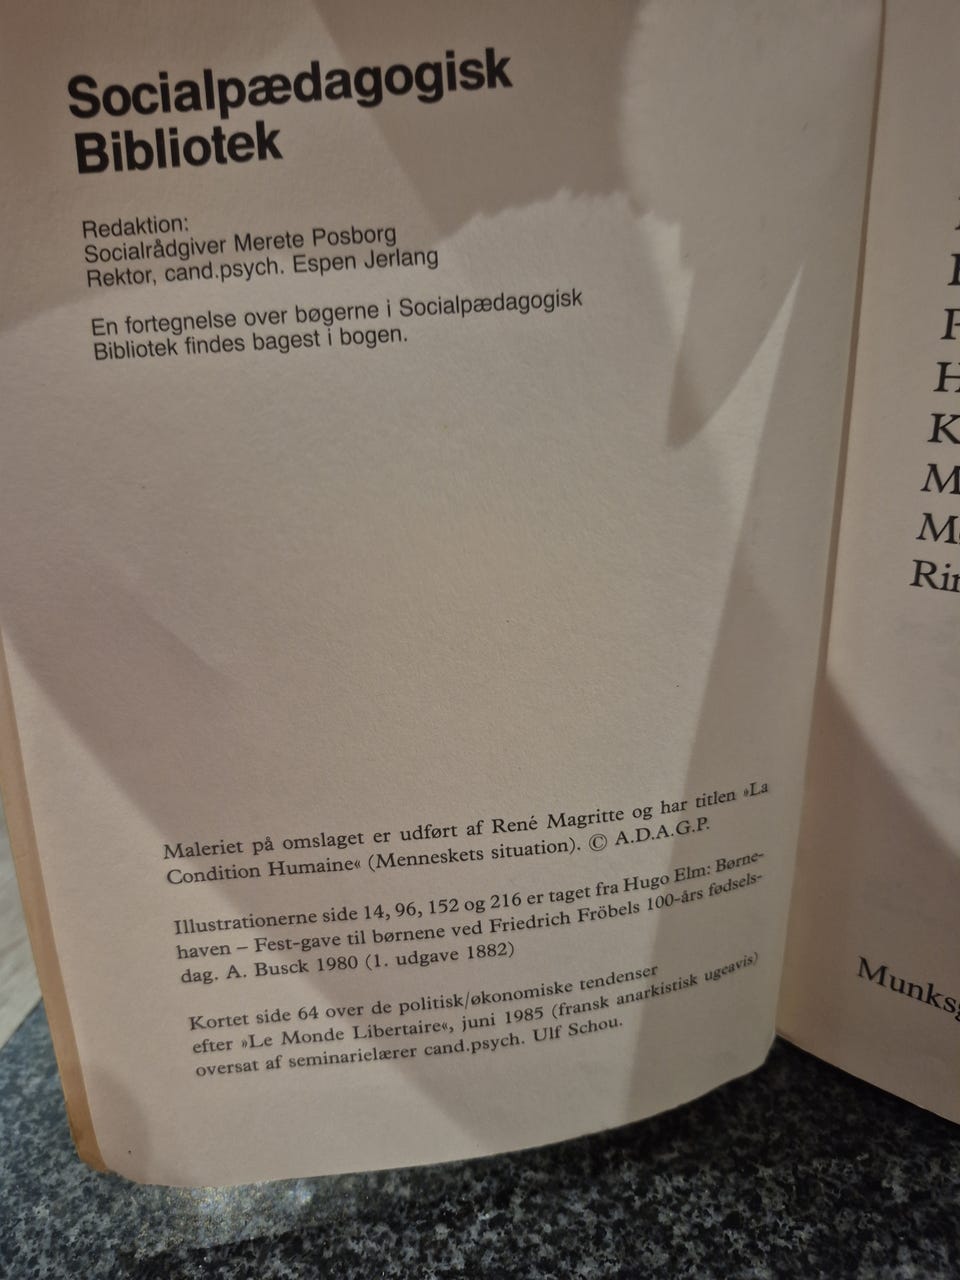 Socialpædagogisk
Bibliotek
Redaktion:
Socialrådgiver Merete Posborg
Rektor, cand.psych. Espen Jerlang
En fortegnelse over bøgerne i Socialpædagogisk
Bibliotek findes bagest i bogen.
Maleriet på omslaget er udført af René Magritte og har titlen »La
Condition Humaine« (Menneskets situation). © A.D.A.G.P.
Illustrationerne side 14, 96, 152 og 216 er taget fra Hugo Elm: Børne-
haven – Fest-gave til børnene ved Friedrich Fröbels 100-års fødsels-
dag. A. Busck 1980 (1. udgave 1882)
Kortet side 64 over de politisk/økonomiske tendenser
efter »Le Monde Libertaire«, juni 1985 (fransk anarkistisk ugeavis)
oversat af seminarielærer cand.psych. Ulf Schou.